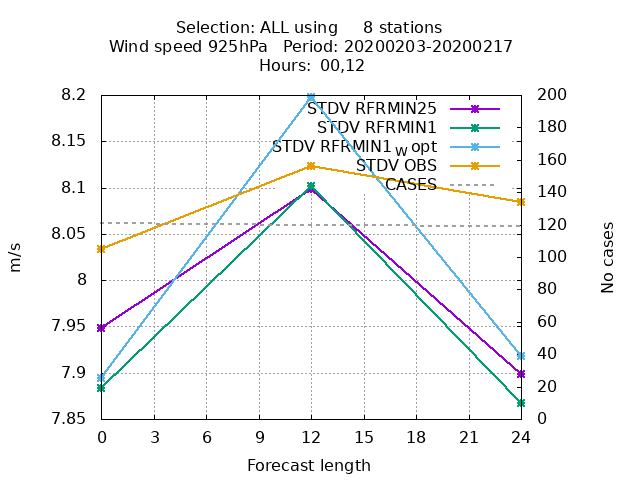 Selection: ALL using     8 stations
Wind speed 925hPa   Period: 20200203-20200217
Hours: 00,12
8.2
8.15
8.1
8.05
8
7.95
7.9
7.85
200
180
160
140
120
100
80
60
40
20
0
STDV RFRMIN25
STDV RFRMIN1
STDV RFRMIN1_w opt
STDV OBS
CASES
m/s
No cases
0 3 6 9 12 15 18 21 24
Forecast length